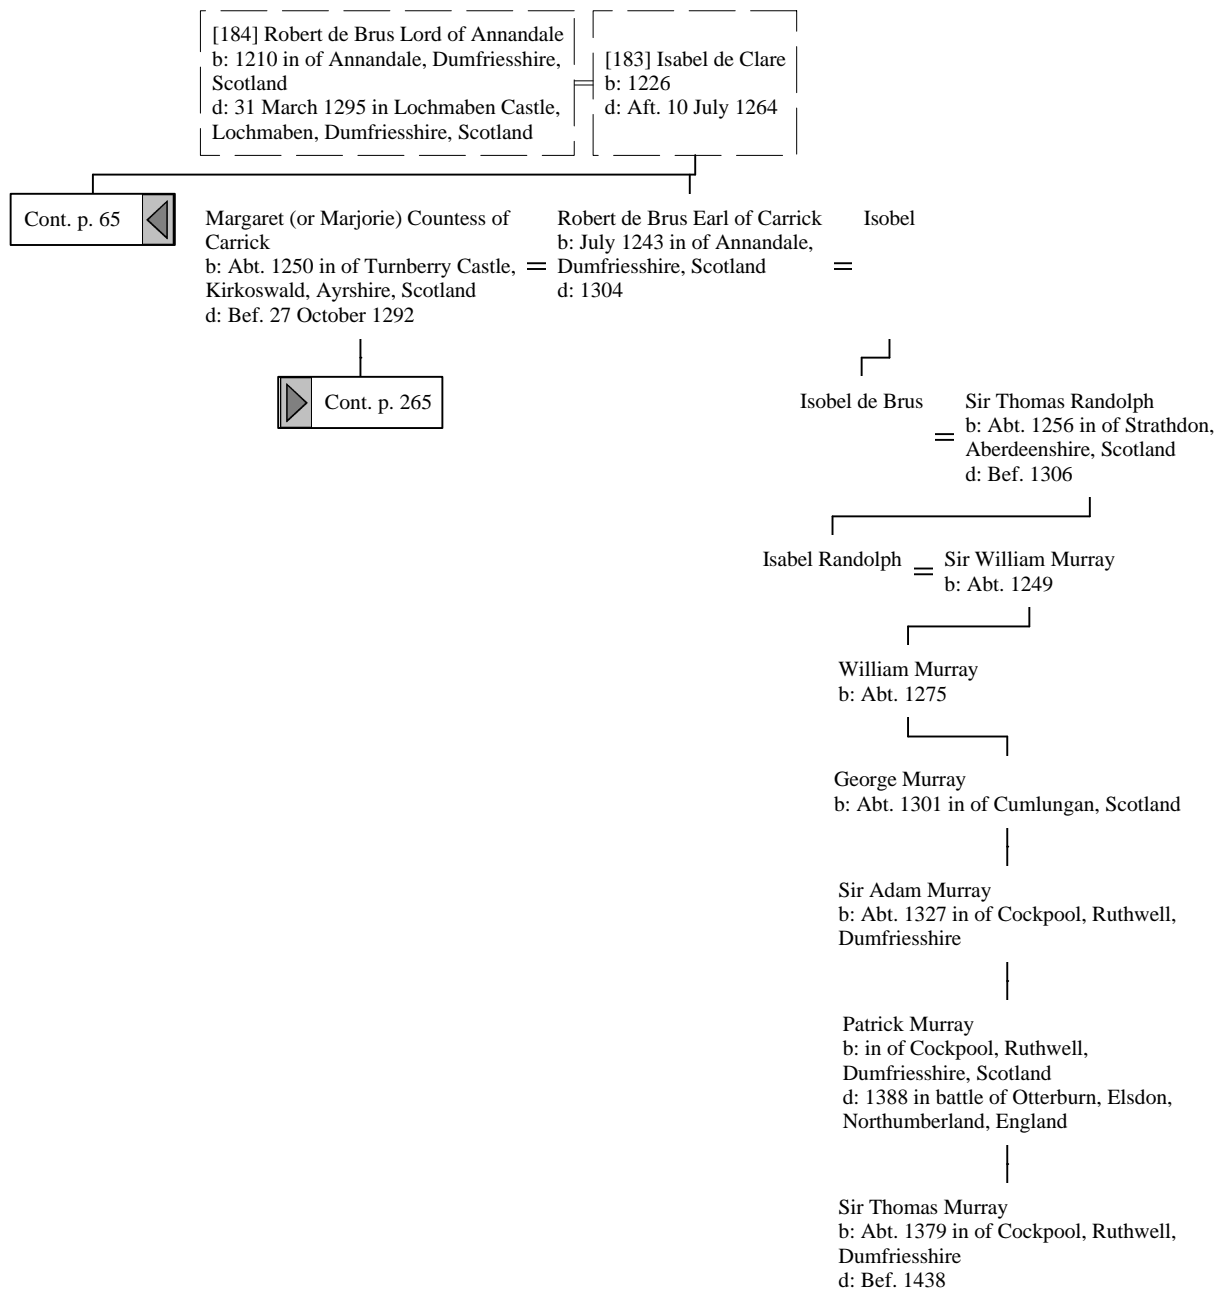 [184] Robert de Brus Lord of Annandale
b: 1210 in of Annandale, Dumfriesshire,
Scotland
d: 31 March 1295 in Lochmaben Castle,
Lochmaben, Dumfriesshire, Scotland
=
[183] Isabel de Clare
b: 1226
d: Aft. 10 July 1264
Cont. p. 65
Margaret (or Marjorie) Countess of
Carrick
b: Abt. 1250 in of Turnberry Castle,
Kirkoswald, Ayrshire, Scotland
d: Bef. 27 October 1292
=
Robert de Brus Earl of Carrick
b: July 1243 in of Annandale,
Dumfriesshire, Scotland
d: 1304
=
Isobel
Cont. p. 265
Isobel de Brus
=
Sir Thomas Randolph
b: Abt. 1256 in of Strathdon,
Aberdeenshire, Scotland
d: Bef. 1306
Isabel Randolph
=
Sir William Murray
b: Abt. 1249
William Murray
b: Abt. 1275
George Murray
b: Abt. 1301 in of Cumlungan, Scotland
Sir Adam Murray
b: Abt. 1327 in of Cockpool, Ruthwell,
Dumfriesshire
Patrick Murray
b: in of Cockpool, Ruthwell,
Dumfriesshire, Scotland
d: 1388 in battle of Otterburn, Elsdon,
Northumberland, England
Sir Thomas Murray
b: Abt. 1379 in of Cockpool, Ruthwell,
Dumfriesshire
d: Bef. 1438